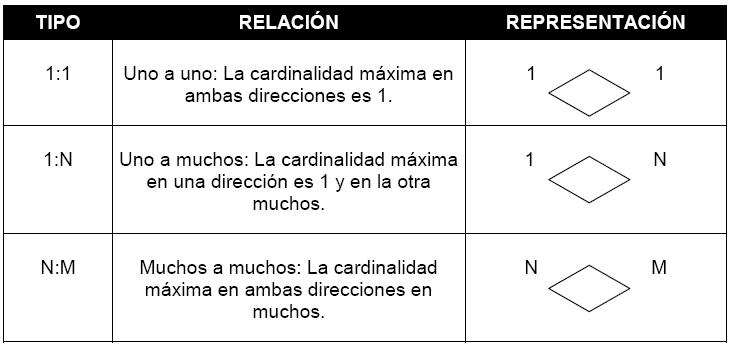 TIPO RELACIÓN REPRESENTACIÓN
1:1 Uno a uno: La cardinalidad máxima en 1 1
ambas direcciones es 1.
1:N Uno a muchos: La cardinalidad máxima 1 N
en una dirección es 1 y en la otra
muchos.
N:M Muchos a muchos: La cardinalidad N M
máxima en ambas direcciones en
muchos.